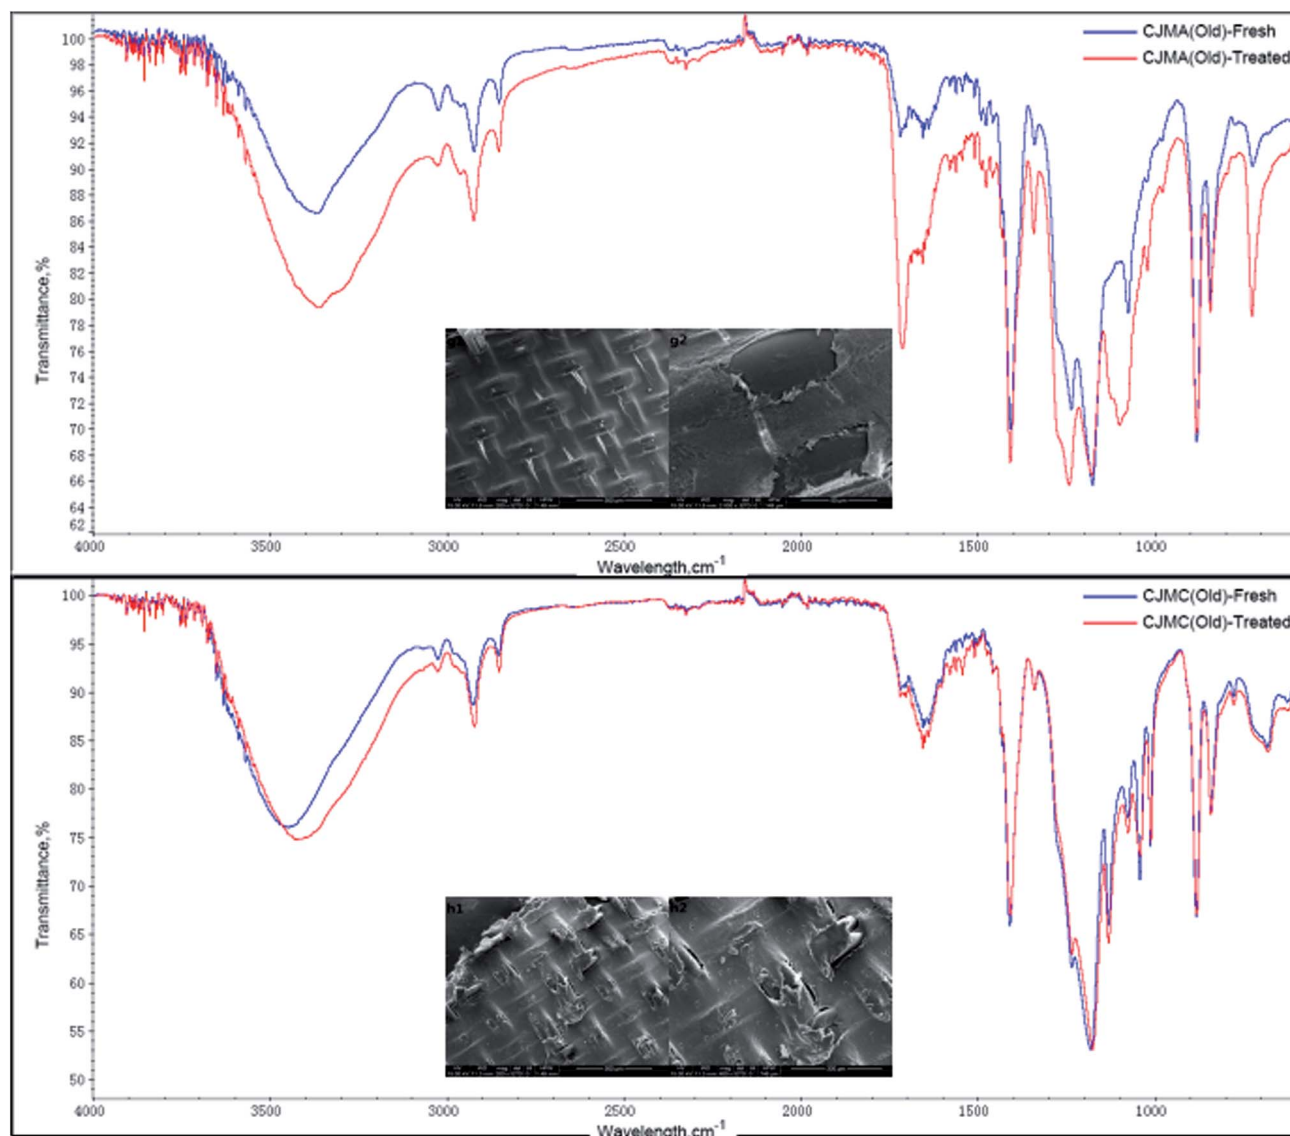 CJMA(Old)-Fresh
CJMA(Old)-Treated
Transmittance,%
100
98
96
94
92
90
88
86
84
82
80
78
76
74
72
70
68
66
64
62
g2
4000 3500 3000 2500 2000 1500 1000
Wavelength,cm-1
CJMC(Old)-Fresh
CJMC(Old)-Treated
Transmittance,%
100
95
90
85
80
75
70
65
60
55
50
h1
h2
4000 3500 3000 2500 2000 1500 1000
Wavelength,cm-1